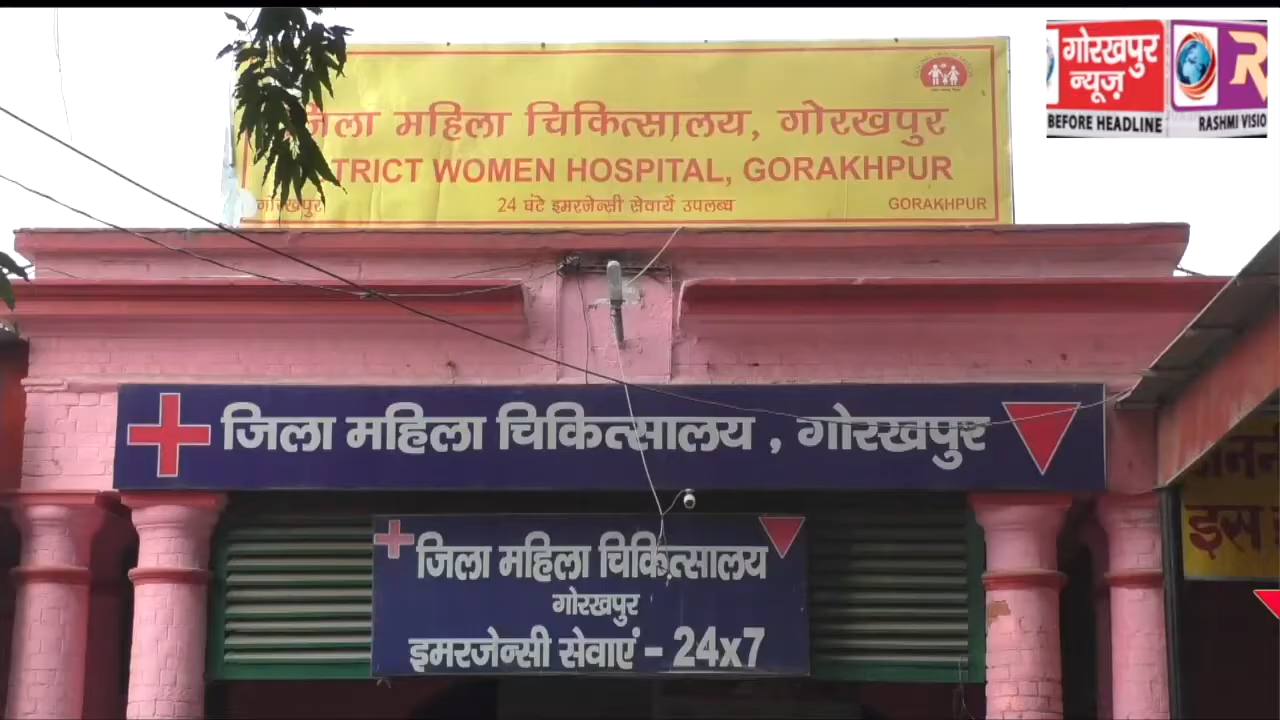 गोरखपुर
न्यूज़
BEFORE HEADLINE
R
RASHMI VISIO
जिला महिला चिकित्सालय, गोरखपुर
TRICT WOMEN HOSPITAL, GORAKHPUR
गोरखपुर
24 घंटे इमरजेन्सी सेवायें उपलब्ध
GORAKHPUR
जिला महिला चिकित्सालय , गोरखपुर
जिला महिला चिकित्सालय
गोरखपुर
इमरजेन्सी सेवाएं - 24x7
इस